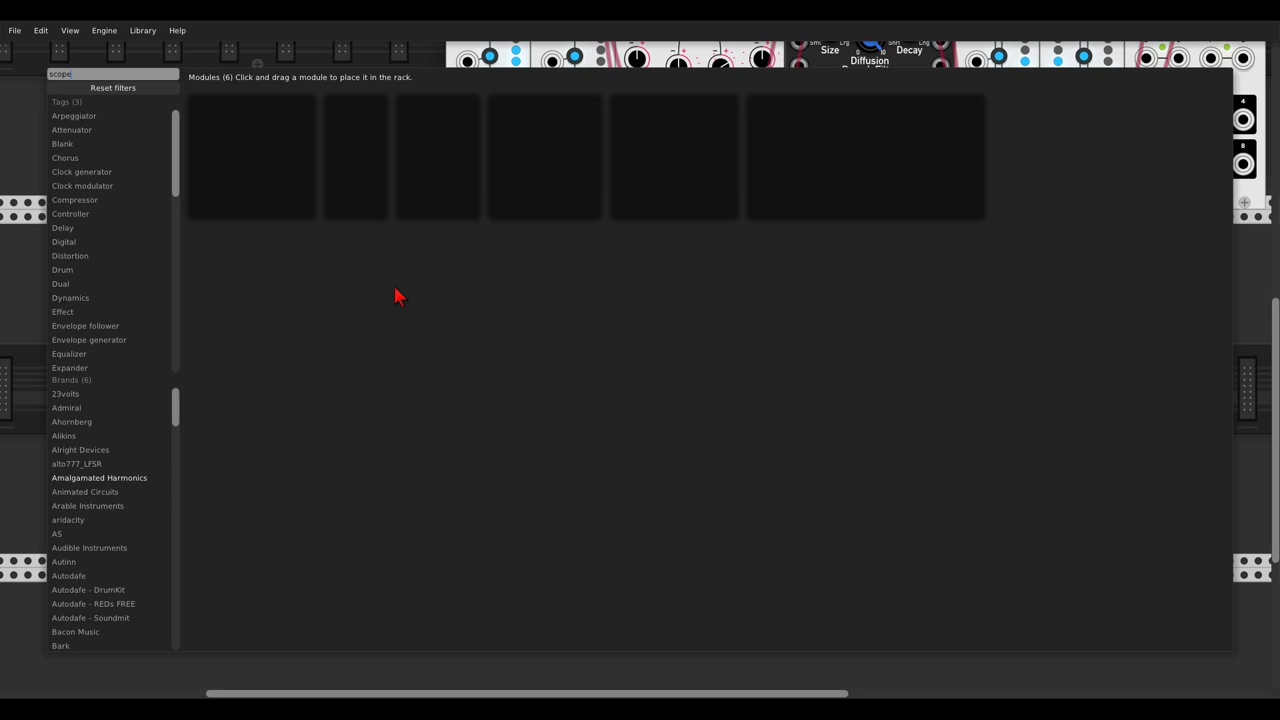 File Edit View Engine Library Help
Size
Decay
Diffusion
scope
Modules (6) Click and drag a module to place it in the rack.
Reset filters
Tags (3)
Arpeggiator
Attenuator
Blank
Chorus
Clock generator
Clock modulator
Compressor
Controller
Delay
Digital
Distortion
Drum
Dual
Dynamics
Effect
Envelope follower
Envelope generator
Equalizer
Expander
Brands (6)
23volts
Admiral
Ahornberg
Alikins
Alright Devices
alto777_LFSR
Amalgamated Harmonics
Animated Circuits
Arable Instruments
aridacity
AS
Audible Instruments
Autinn
Autodafe
Autodafe - DrumKit
Autodafe - REDs FREE
Autodafe - Soundmit
Bacon Music
Bark
4
8